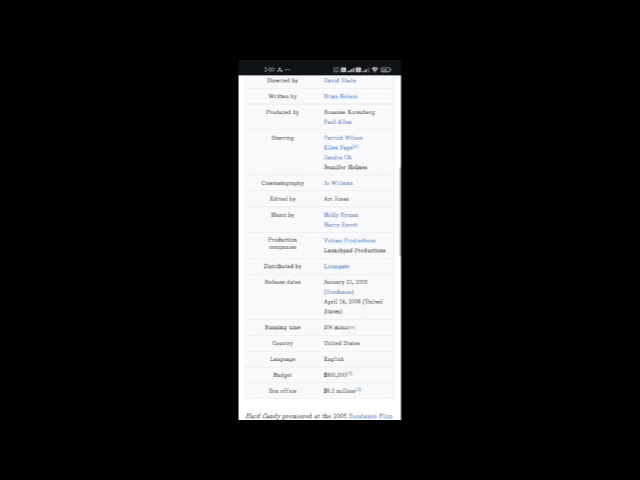 Directed by David Slade
Written by Brian Nelson
Produced by Rosanne Korenberg
Paul Allen
Starring Patrick Wilson
Ellen Page[a]
Sandra Oh
Jennifer Holmes
Cinematography Jo Willems
Edited by Art Jones
Music by Molly Nyman
Harry Escott
Production companies Vulcan Productions
Launchpad Productions
Distributed by Lionsgate
Release dates January 21, 2005
(Sundance)
April 14, 2006 (United
States)
Running time 104 minutes
Country United States
Language English
Budget $950,000
Box office million
Hard Candy premiered at the 2005 Sundance Film